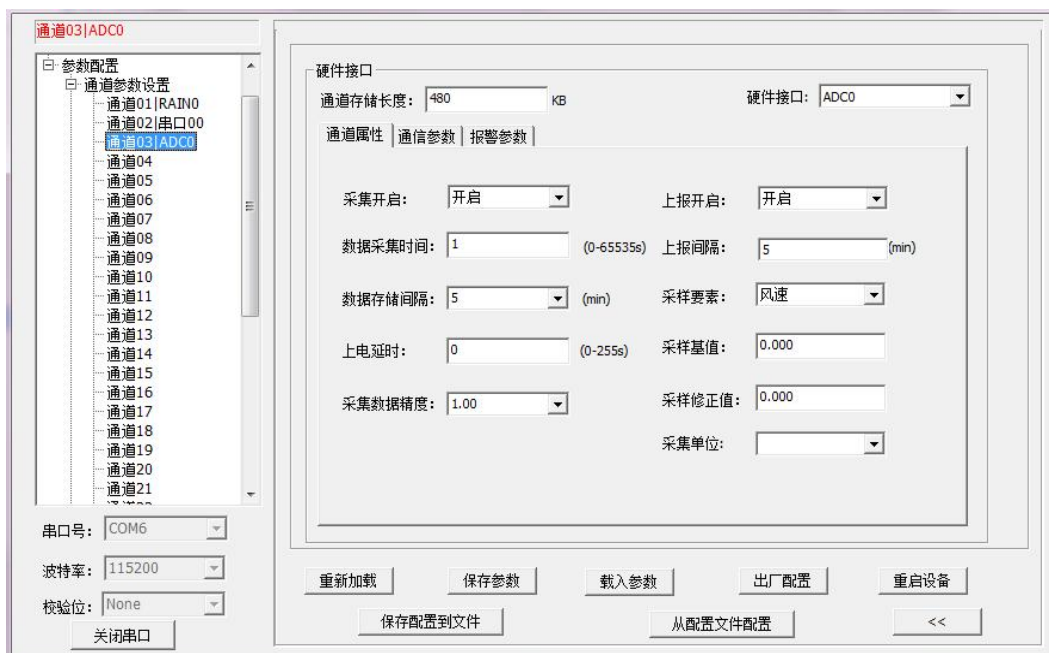 通道03|ADC0
参数配置
通道参数设置
通道01|RAIN0
通道02|串口00
通道03|ADC0
通道04
通道05
通道06
通道07
通道08
通道09
通道10
通道11
通道12
通道13
通道14
通道15
通道16
通道17
通道18
通道19
通道20
通道21
串口号： COM6
波特率： 115200
校验位： None
关闭串口
硬件接口
通道存储长度： 480 KB 硬件接口： ADC0
通道属性 通信参数 报警参数
采集开启： 开启 上报开启： 开启
数据采集时间： 1 (0-65535s) 上报间隔： 5 (min)
数据存储间隔： 5 (min) 采样要素： 风速
上电延时： 0 (0-255s) 采样基值： 0.000
采集数据精度： 1.00 采样修正值： 0.000
采集单位：
重新加载 保存参数 载入参数 出厂配置 重启设备
保存配置到文件 从配置文件配置 <<